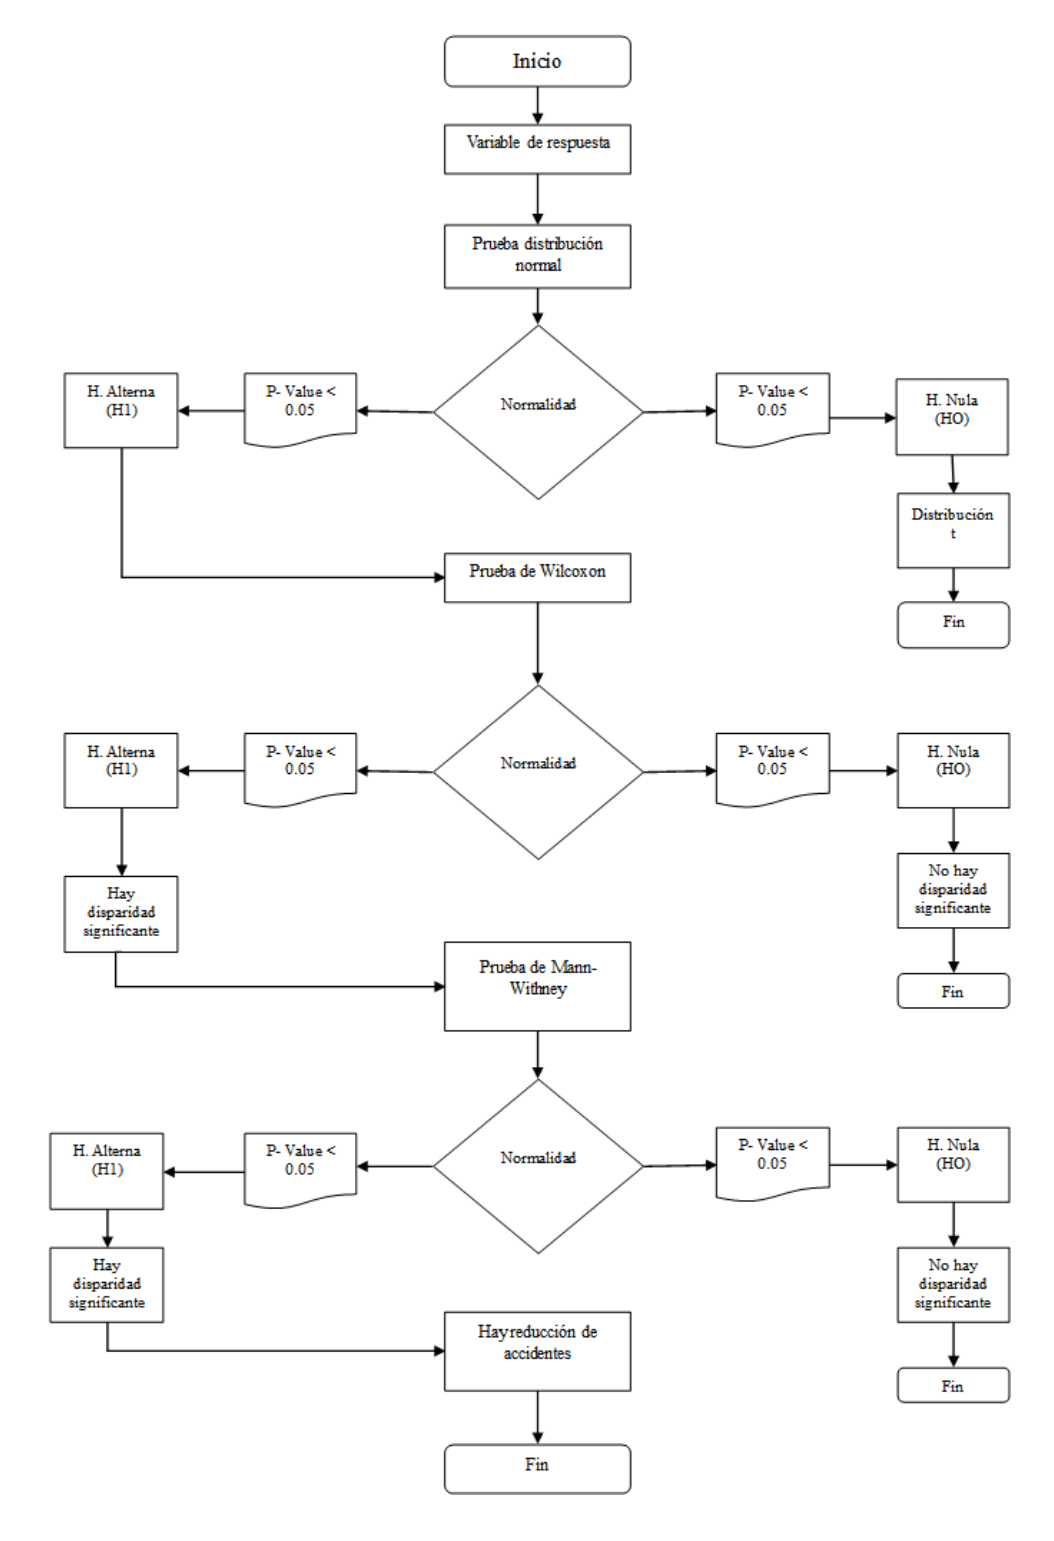 Inicio
Variable de respuesta
Prueba distribución
normal
Normalidad
H. Alterna
(H1)
P- Value <
0.05
P- Value <
0.05
H. Nula
(HO)
Distribución
t
Fin
Prueba de Wilcoxon
Normalidad
H. Alterna
(H1)
P- Value <
0.05
P- Value <
0.05
H. Nula
(HO)
Hay
disparidad
significante
No hay
disparidad
significante
Fin
Prueba de Mann-
Withney
Normalidad
H. Alterna
(H1)
P- Value <
0.05
P- Value <
0.05
H. Nula
(HO)
Hay
disparidad
significante
No hay
disparidad
significante
Fin
Hay reducción de
accidentes
Fin